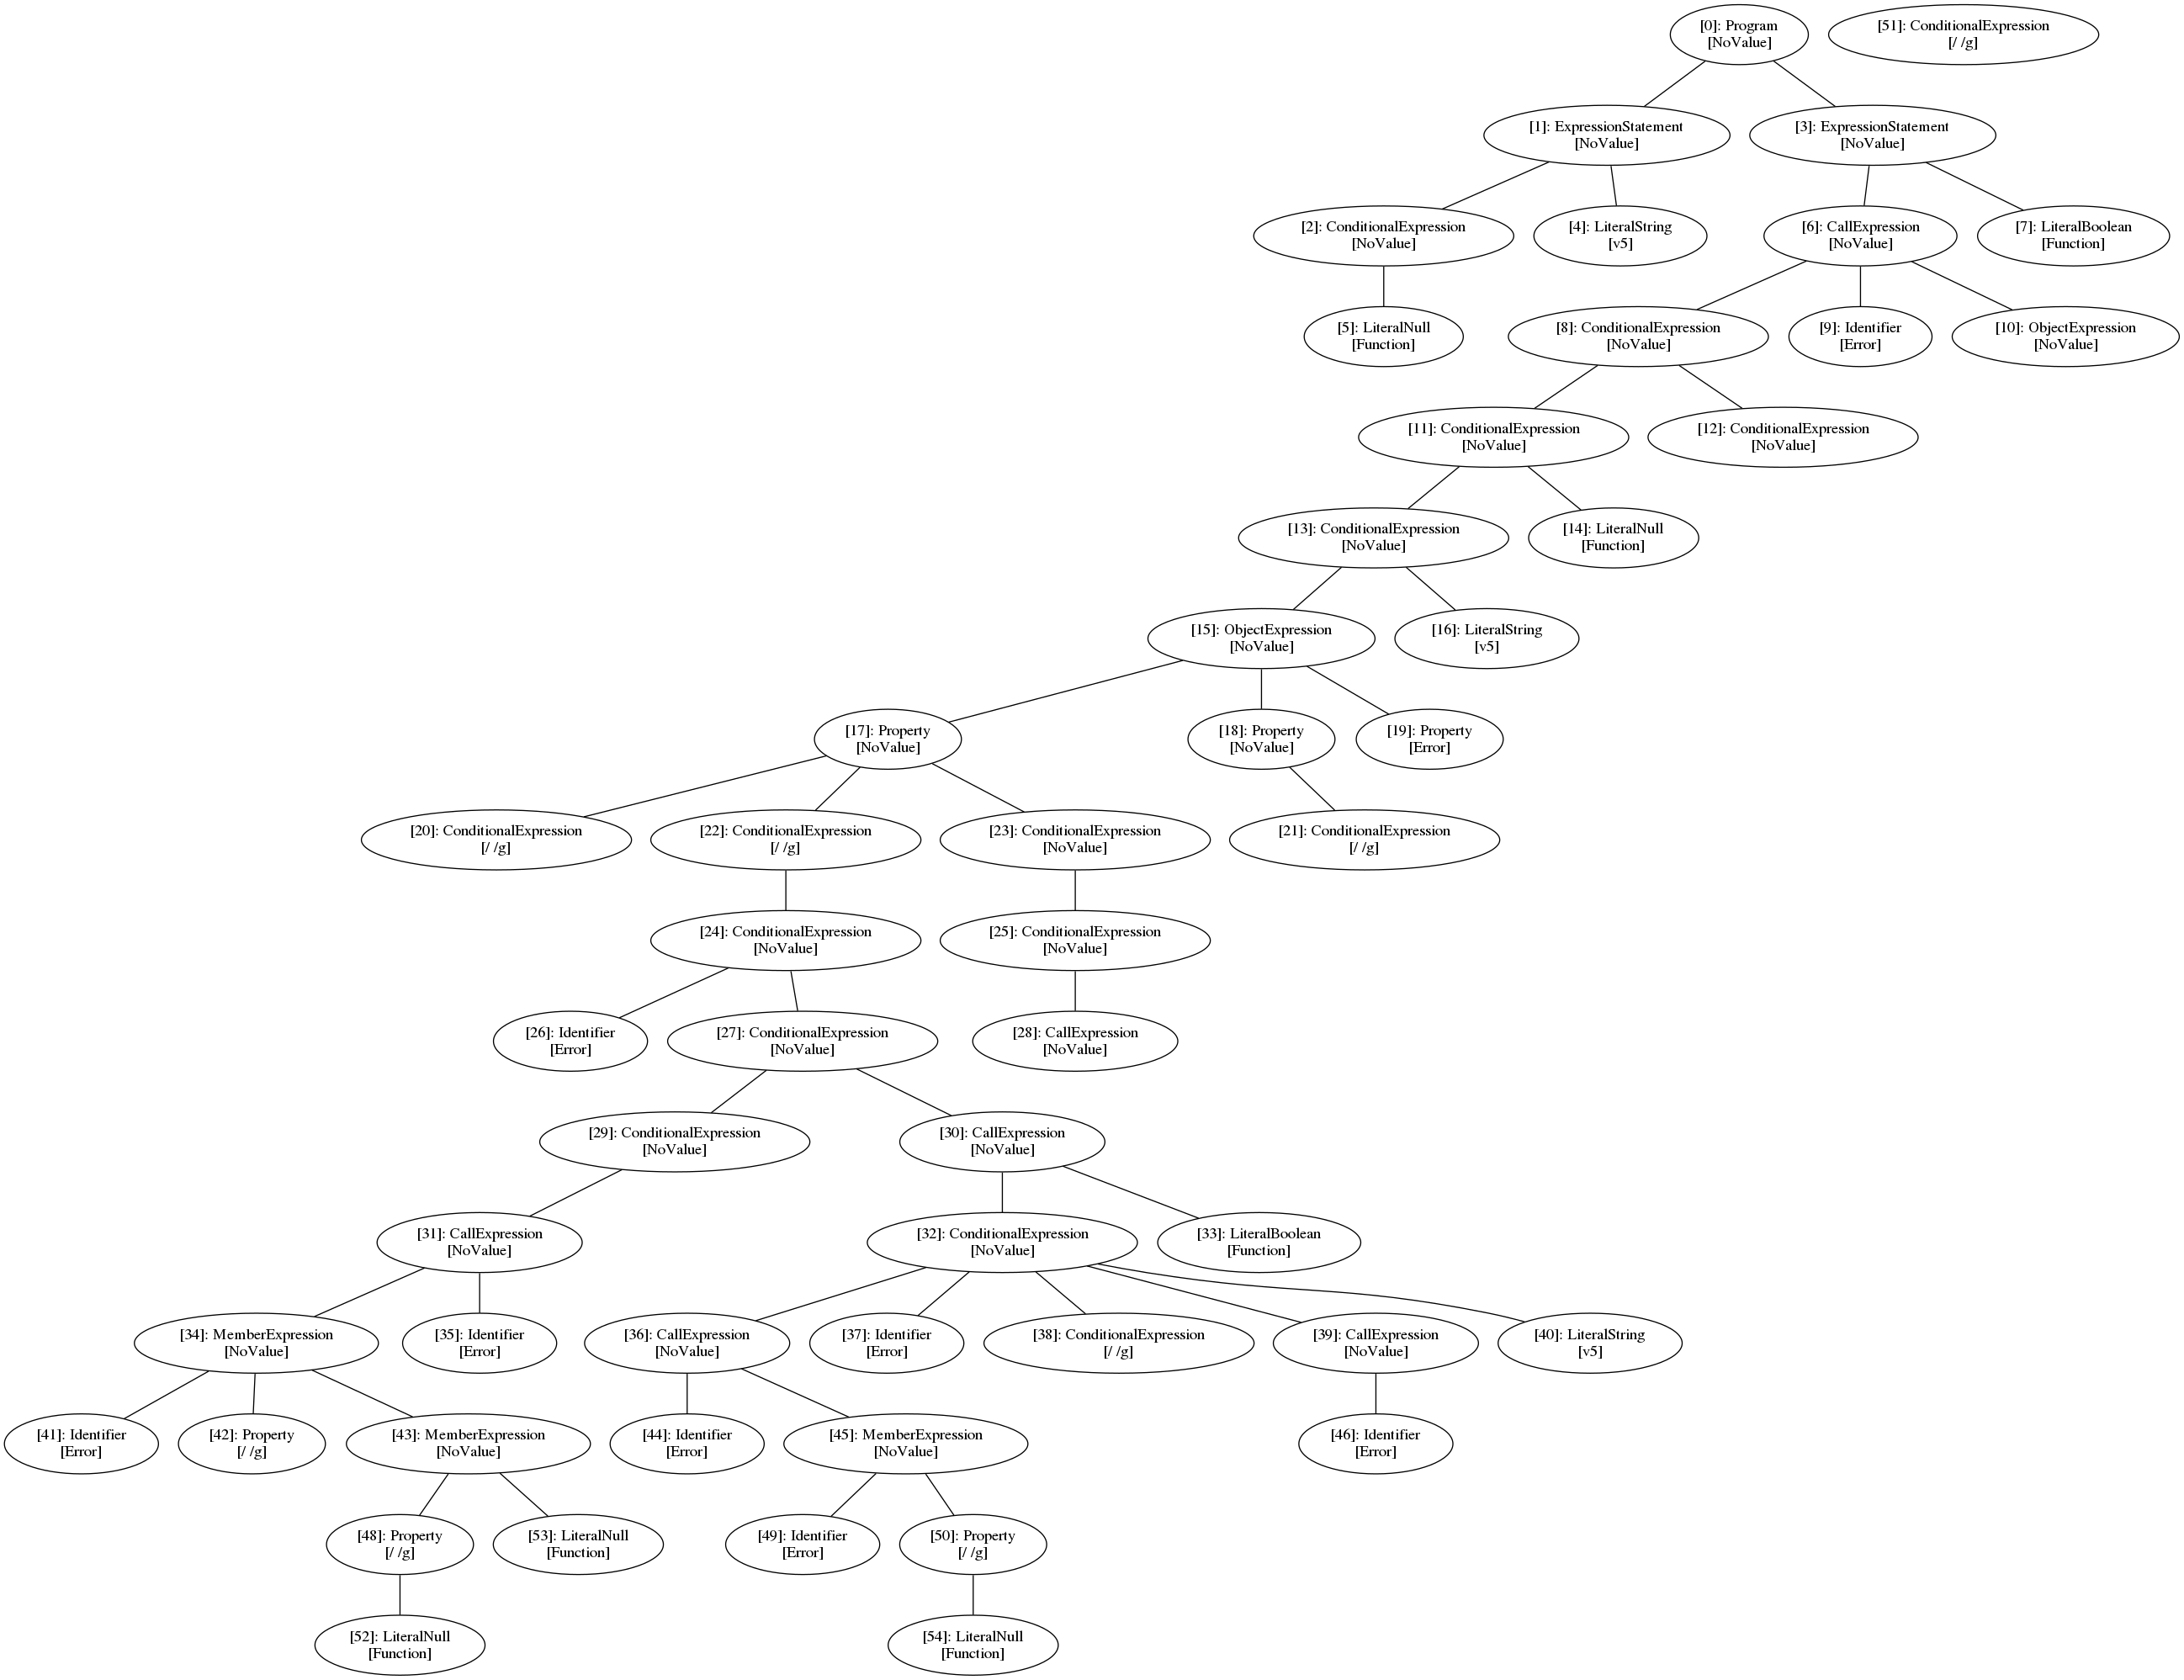 [0]: Program
[NoValue]
[51]: ConditionalExpression
[/ /g]
[1]: ExpressionStatement
[NoValue]
[3]: ExpressionStatement
[NoValue]
[2]: ConditionalExpression
[NoValue]
[4]: LiteralString
[v5]
[6]: CallExpression
[NoValue]
[7]: LiteralBoolean
[Function]
[5]: LiteralNull
[Function]
[8]: ConditionalExpression
[NoValue]
[9]: Identifier
[Error]
[10]: ObjectExpression
[NoValue]
[11]: ConditionalExpression
[NoValue]
[12]: ConditionalExpression
[NoValue]
[13]: ConditionalExpression
[NoValue]
[14]: LiteralNull
[Function]
[15]: ObjectExpression
[NoValue]
[16]: LiteralString
[v5]
[17]: Property
[NoValue]
[18]: Property
[NoValue]
[19]: Property
[Error]
[20]: ConditionalExpression
[/ /g]
[22]: ConditionalExpression
[/ /g]
[23]: ConditionalExpression
[NoValue]
[21]: ConditionalExpression
[/ /g]
[24]: ConditionalExpression
[NoValue]
[25]: ConditionalExpression
[NoValue]
[26]: Identifier
[Error]
[27]: ConditionalExpression
[NoValue]
[28]: CallExpression
[NoValue]
[29]: ConditionalExpression
[NoValue]
[30]: CallExpression
[NoValue]
[31]: CallExpression
[NoValue]
[32]: ConditionalExpression
[NoValue]
[33]: LiteralBoolean
[Function]
[34]: MemberExpression
[NoValue]
[35]: Identifier
[Error]
[36]: CallExpression
[NoValue]
[37]: Identifier
[Error]
[38]: ConditionalExpression
[/ /g]
[39]: CallExpression
[NoValue]
[40]: LiteralString
[v5]
[41]: Identifier
[Error]
[42]: Property
[/ /g]
[43]: MemberExpression
[NoValue]
[44]: Identifier
[Error]
[45]: MemberExpression
[NoValue]
[46]: Identifier
[Error]
[48]: Property
[/ /g]
[53]: LiteralNull
[Function]
[49]: Identifier
[Error]
[50]: Property
[/ /g]
[52]: LiteralNull
[Function]
[54]: LiteralNull
[Function]